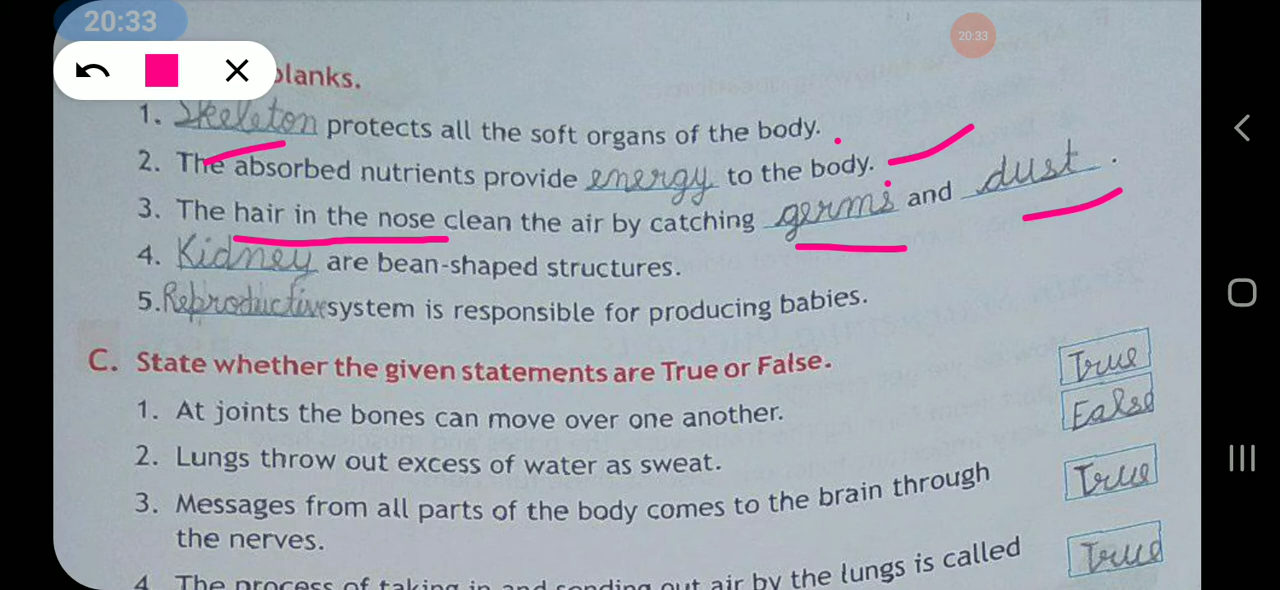 20:33
20:33
blanks.
1. Skeleton protects all the soft organs of the body.
2. The absorbed nutrients provide energy to the body.
3. The hair in the nose clean the air by catching germs and dust.
4. Kidney are bean-shaped structures.
5. Reproductive system is responsible for producing babies.
C. State whether the given statements are True or False.
1. At joints the bones can move over one another. True
2. Lungs throw out excess of water as sweat. False
3. Messages from all parts of the body comes to the brain through True
the nerves.
4. The process of taking in and sending out air by the lungs is called True